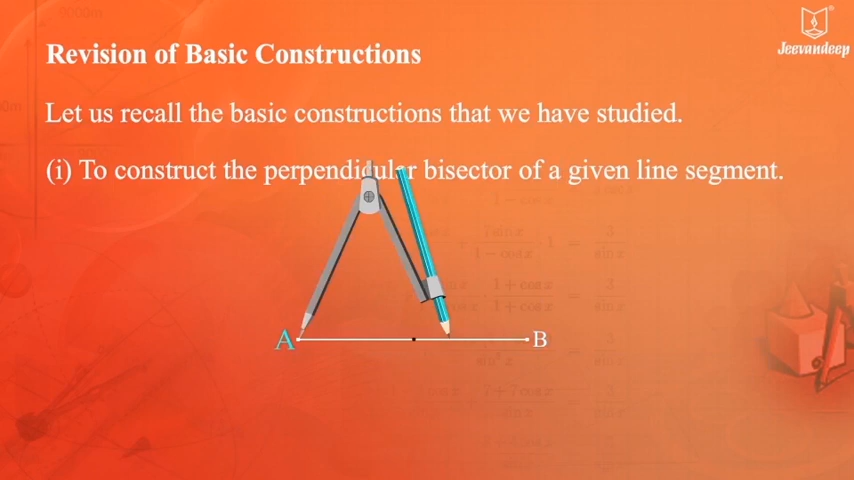 Jeevandeep
Revision of Basic Constructions
Let us recall the basic constructions that we have studied.
(i) To construct the perpendicular bisector of a given line segment.
A
B